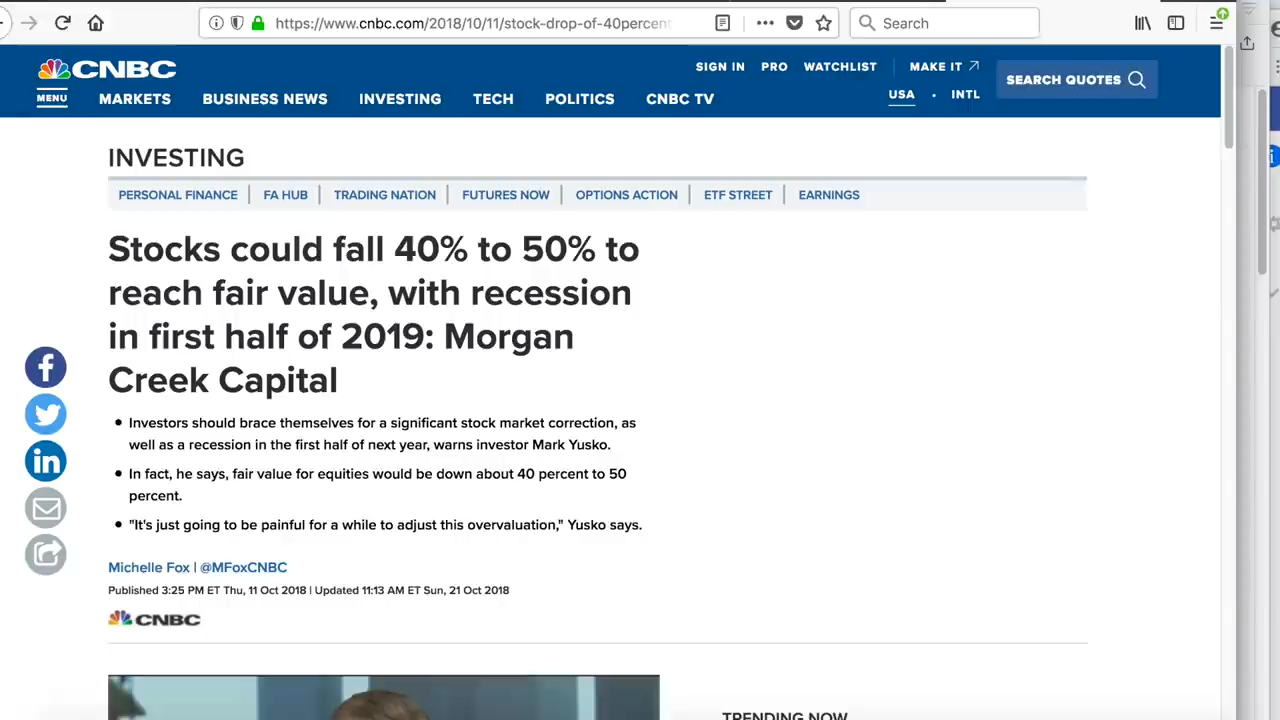 https://www.cnbc.com/2018/10/11/stock-drop-of-40percent
Search
CNBC
SIGN IN PRO WATCHLIST MAKE IT
SEARCH QUOTES
MENU MARKETS BUSINESS NEWS INVESTING TECH POLITICS CNBC TV
USA · INTL
INVESTING
PERSONAL FINANCE FA HUB TRADING NATION FUTURES NOW OPTIONS ACTION ETF STREET EARNINGS
Stocks could fall 40% to 50% to
reach fair value, with recession
in first half of 2019: Morgan
Creek Capital
Investors should brace themselves for a significant stock market correction, as
well as a recession in the first half of next year, warns investor Mark Yusko.
In fact, he says, fair value for equities would be down about 40 percent to 50
percent.
"It's just going to be painful for a while to adjust this overvaluation," Yusko says.
Michelle Fox | @MFoxCNBC
Published 3:25 PM ET Thu, 11 Oct 2018 | Updated 11:13 AM ET Sun, 21 Oct 2018
CNBC
TRENDING NOW